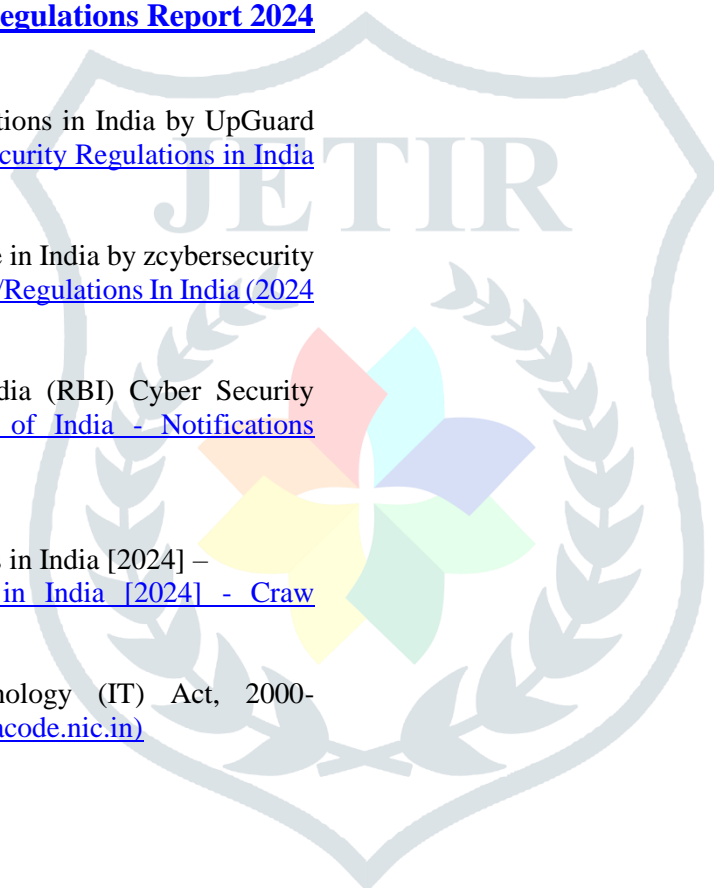 egulations Report 2024
tions in India by UpGuard
curity Regulations in India
JETIR
e in India by zcybersecurity
/Regulations In India (2024
dia (RBI) Cyber Security
of India - Notifications
in India [2024] –
in India [2024] - Craw
nology (IT) Act, 2000-
acode.nic.in)